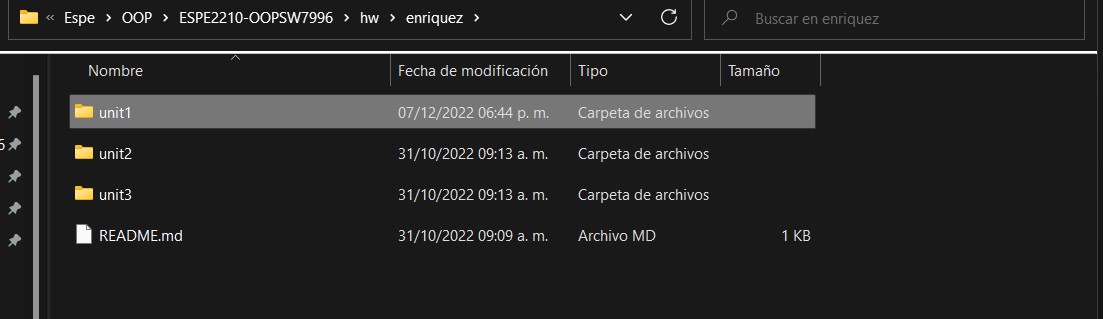 « Espe > OOP > ESPE2210-OOPSW7996 > hw > enriquez > Buscar en enriquez
Nombre Fecha de modificación Tipo Tamaño
unit1 07/12/2022 06:44 p. m. Carpeta de archivos
6 unit2 31/10/2022 09:13 a. m. Carpeta de archivos
unit3 31/10/2022 09:13 a. m. Carpeta de archivos
README.md 31/10/2022 09:09 a. m. Archivo MD 1 KB